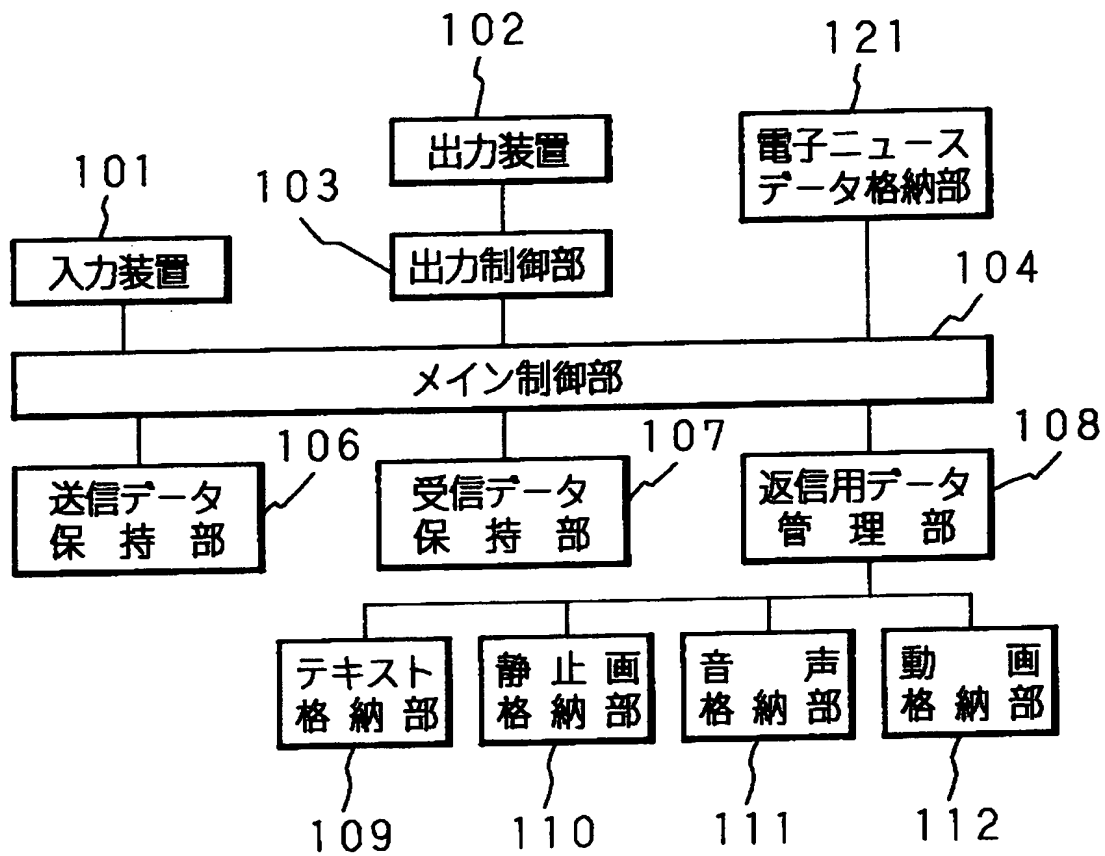 102
121
出力装置
電子ニュース
データ格納部
101
103
入力装置
出力制御部
104
メイン制御部
106
107
108
送信データ
保持部
受信データ
保持部
返信用データ
管理部
テキスト
格納部
静止画
格納部
音声
格納部
動画
格納部
109
110
111
112